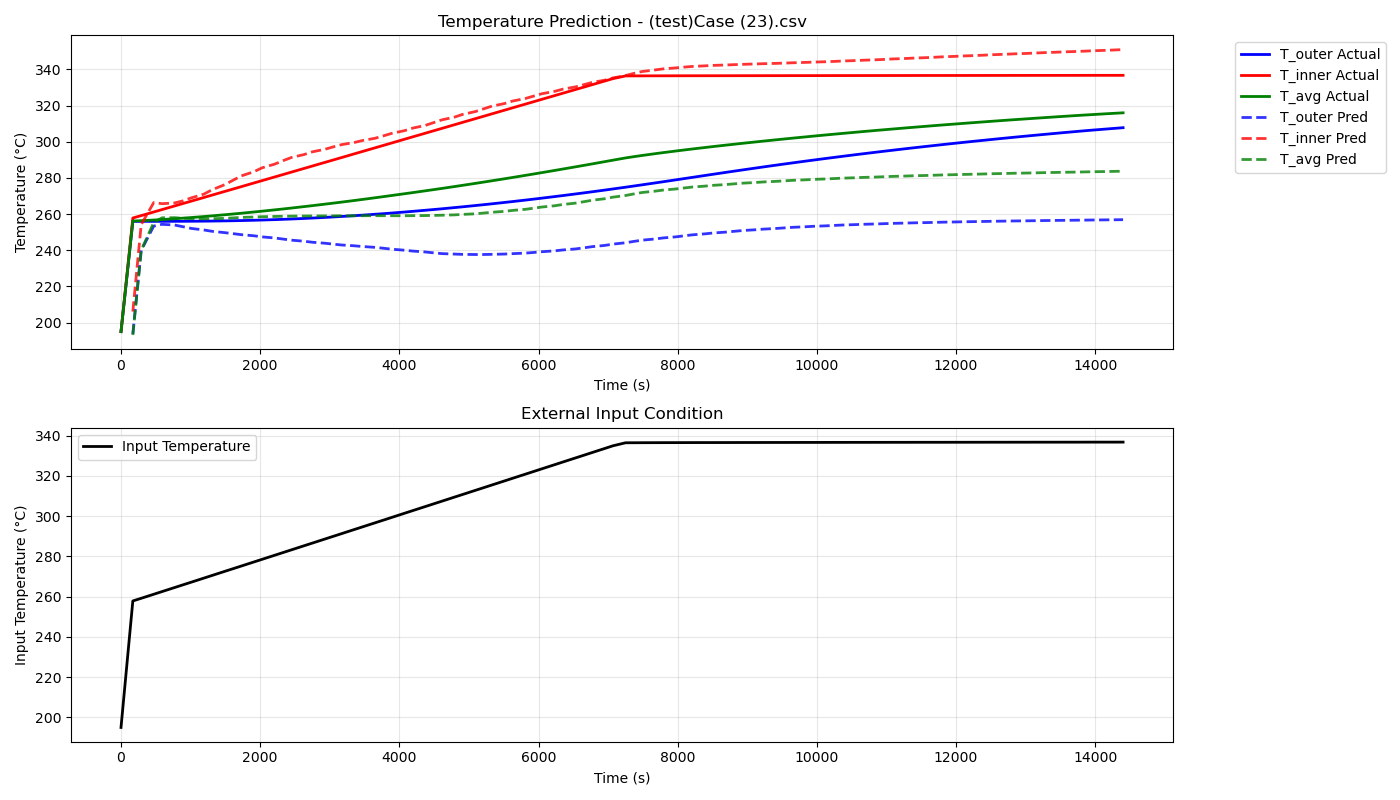 Temperature Prediction - (test)Case (23).csv
Temperature (°C)
340
320
300
280
260
240
220
200
0 2000 4000 6000 8000 10000 12000 14000
Time (s)
T_outer Actual
T_inner Actual
T_avg Actual
T_outer Pred
T_inner Pred
T_avg Pred
External Input Condition
Input Temperature (°C)
340
320
300
280
260
240
220
200
Input Temperature
0 2000 4000 6000 8000 10000 12000 14000
Time (s)